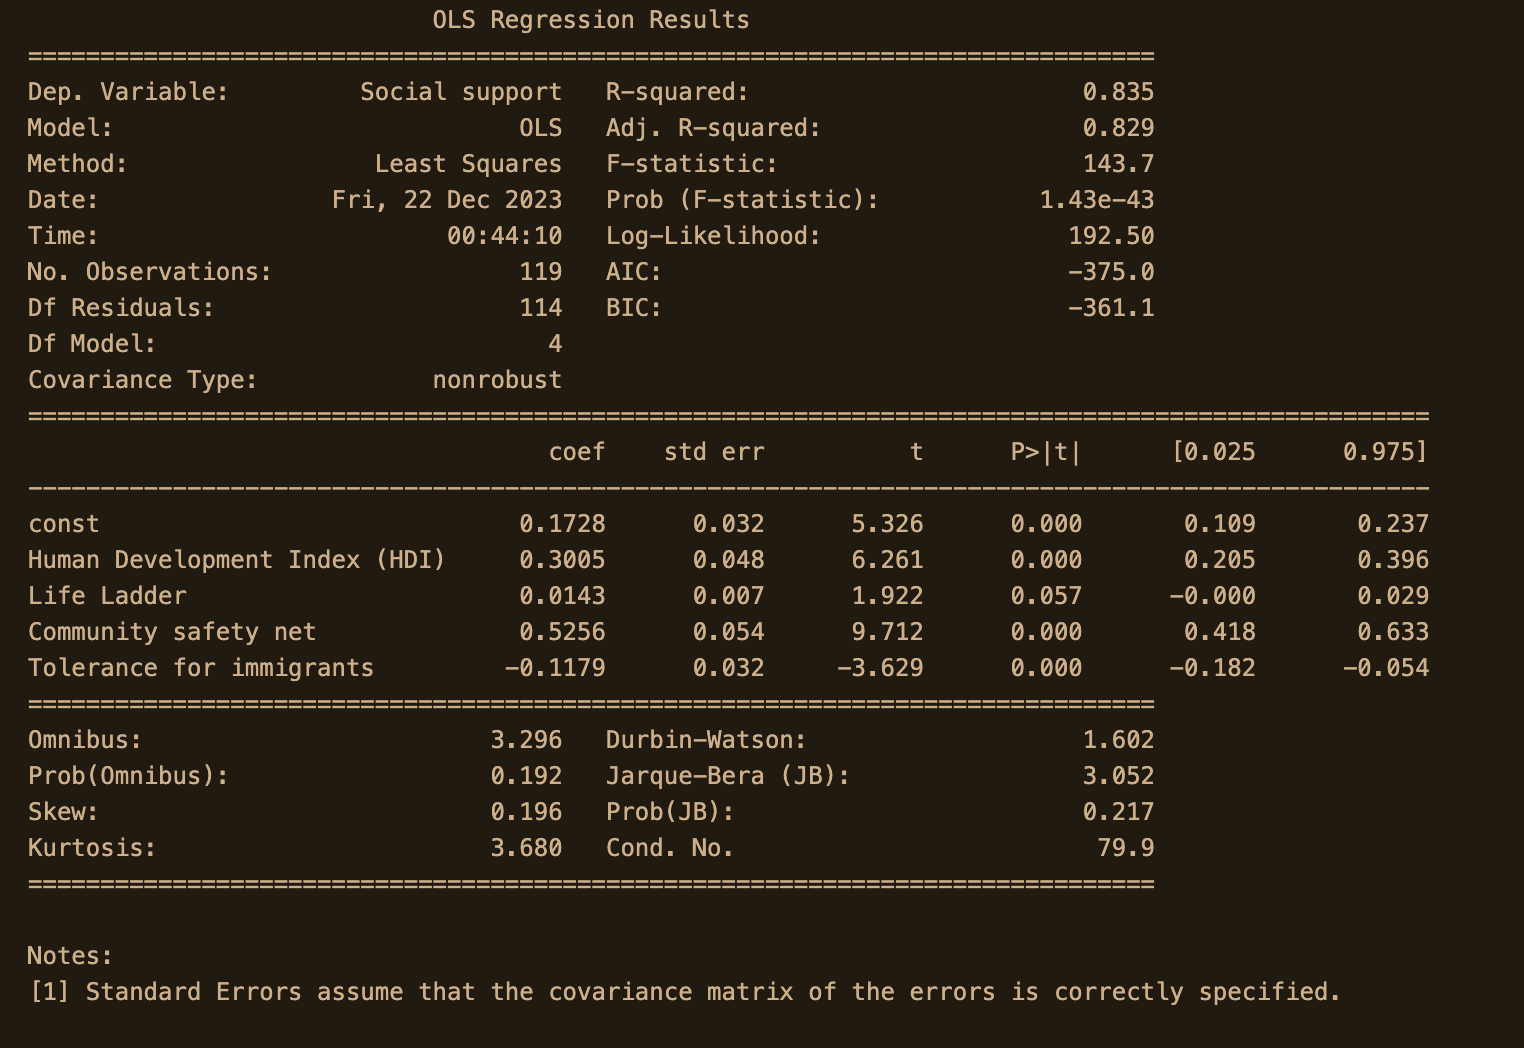 OLS Regression Results
==============================================================================
Dep. Variable: Social support R-squared: 0.835
Model: OLS Adj. R-squared: 0.829
Method: Least Squares F-statistic: 143.7
Date: Fri, 22 Dec 2023 Prob (F-statistic): 1.43e-43
Time: 00:44:10 Log-Likelihood: 192.50
No. Observations: 119 AIC: -375.0
Df Residuals: 114 BIC: -361.1
Df Model: 4
Covariance Type: nonrobust
=================================================================================================
coef std err t P>|t| [0.025 0.975]
-------------------------------------------------------------------------------------------------
const 0.1728 0.032 5.326 0.000 0.109 0.237
Human Development Index (HDI) 0.3005 0.048 6.261 0.000 0.205 0.396
Life Ladder 0.0143 0.007 1.922 0.057 -0.000 0.029
Community safety net 0.5256 0.054 9.712 0.000 0.418 0.633
Tolerance for immigrants -0.1179 0.032 -3.629 0.000 -0.182 -0.054
==============================================================================
Omnibus: 3.296 Durbin-Watson: 1.602
Prob(Omnibus): 0.192 Jarque-Bera (JB): 3.052
Skew: 0.196 Prob(JB): 0.217
Kurtosis: 3.680 Cond. No. 79.9
==============================================================================
Notes:
[1] Standard Errors assume that the covariance matrix of the errors is correctly specified.